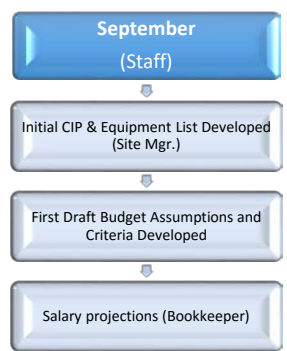 September
(Staff)
Initial CIP & Equipment List Developed
(Site Mgr.)
First Draft Budget Assumptions and
Criteria Developed
Salary projections (Bookkeeper)